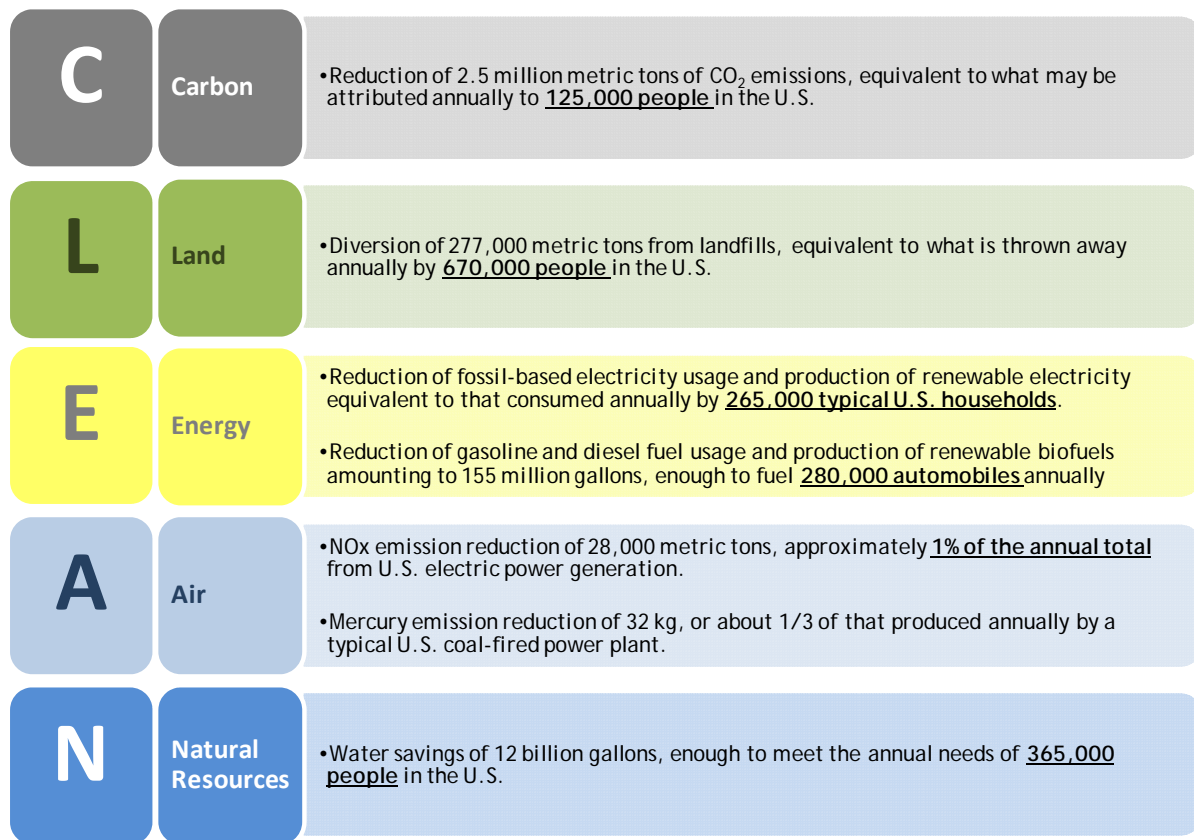 C
Carbon
•Reduction of 2.5 million metric tons of CO2 emissions, equivalent to what may be
attributed annually to 125,000 people in the U.S.
L
Land
•Diversion of 277,000 metric tons from landfills, equivalent to what is thrown away
annually by 670,000 people in the U.S.
E
Energy
•Reduction of fossil-based electricity usage and production of renewable electricity
equivalent to that consumed annually by 265,000 typical U.S. households.
•Reduction of gasoline and diesel fuel usage and production of renewable biofuels
amounting to 155 million gallons, enough to fuel 280,000 automobiles annually
A
Air
•NOx emission reduction of 28,000 metric tons, approximately 1% of the annual total
from U.S. electric power generation.
•Mercury emission reduction of 32 kg, or about 1/3 of that produced annually by a
typical U.S. coal-fired power plant.
N
Natural
Resources
•Water savings of 12 billion gallons, enough to meet the annual needs of 365,000
people in the U.S.